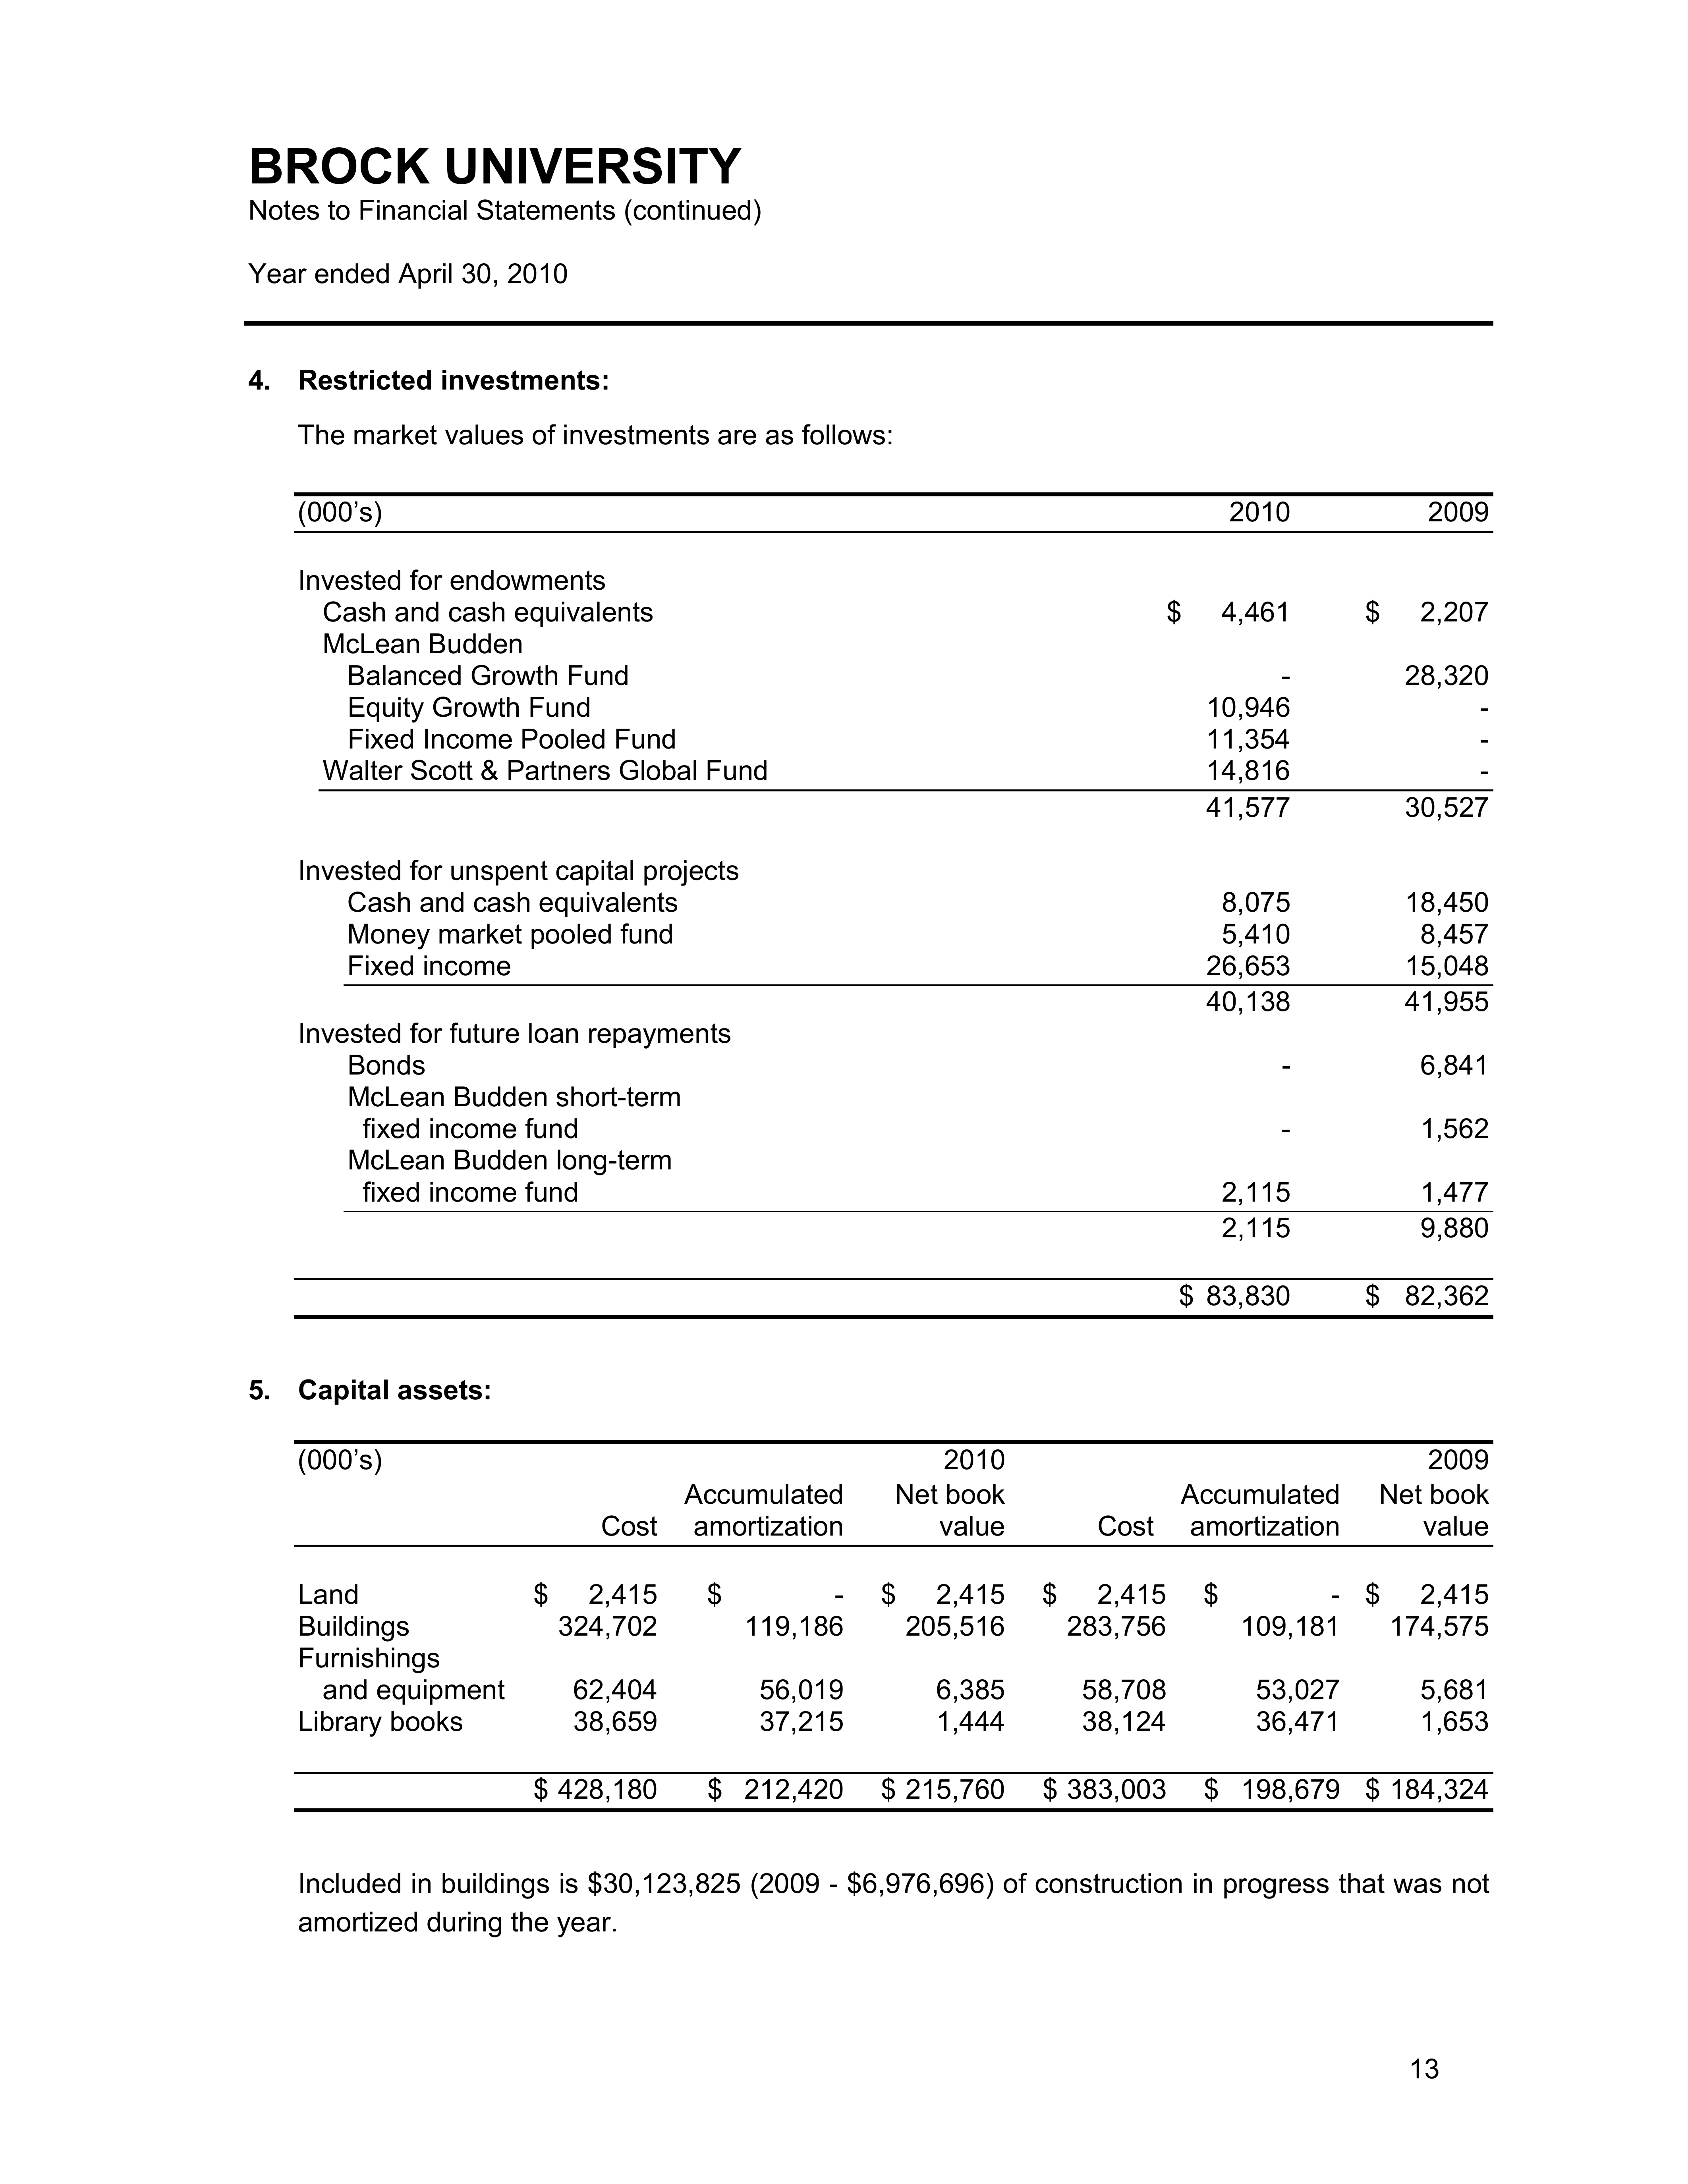 BROCK UNIVERSITY
Notes to Financial Statements (continued)
Year ended April 30, 2010
4. Restricted investments:
The market values of investments are as follows:
(000’s) 2010 2009
Invested for endowments
Cash and cash equivalents $ 4,461 $ 2,207
McLean Budden
Balanced Growth Fund - 28,320
Equity Growth Fund 10,946 -
Fixed Income Pooled Fund 11,354 -
Walter Scott & Partners Global Fund 14,816 -
41,577 30,527
Invested for unspent capital projects
Cash and cash equivalents 8,075 18,450
Money market pooled fund 5,410 8,457
Fixed income 26,653 15,048
40,138 41,955
Invested for future loan repayments
Bonds - 6,841
McLean Budden short-term
fixed income fund - 1,562
McLean Budden long-term
fixed income fund 2,115 1,477
2,115 9,880
$ 83,830 $ 82,362
5. Capital assets:
(000’s) 2010 2009
Accumulated Net book Accumulated Net book
Cost amortization value Cost amortization value
Land $ 2,415 $ - $ 2,415 $ 2,415 $ - $ 2,415
Buildings 324,702 119,186 205,516 283,756 109,181 174,575
Furnishings
and equipment 62,404 56,019 6,385 58,708 53,027 5,681
Library books 38,659 37,215 1,444 38,124 36,471 1,653
$ 428,180 $ 212,420 $ 215,760 $ 383,003 $ 198,679 $ 184,324
Included in buildings is $30,123,825 (2009 - $6,976,696) of construction in progress that was not
amortized during the year.
13